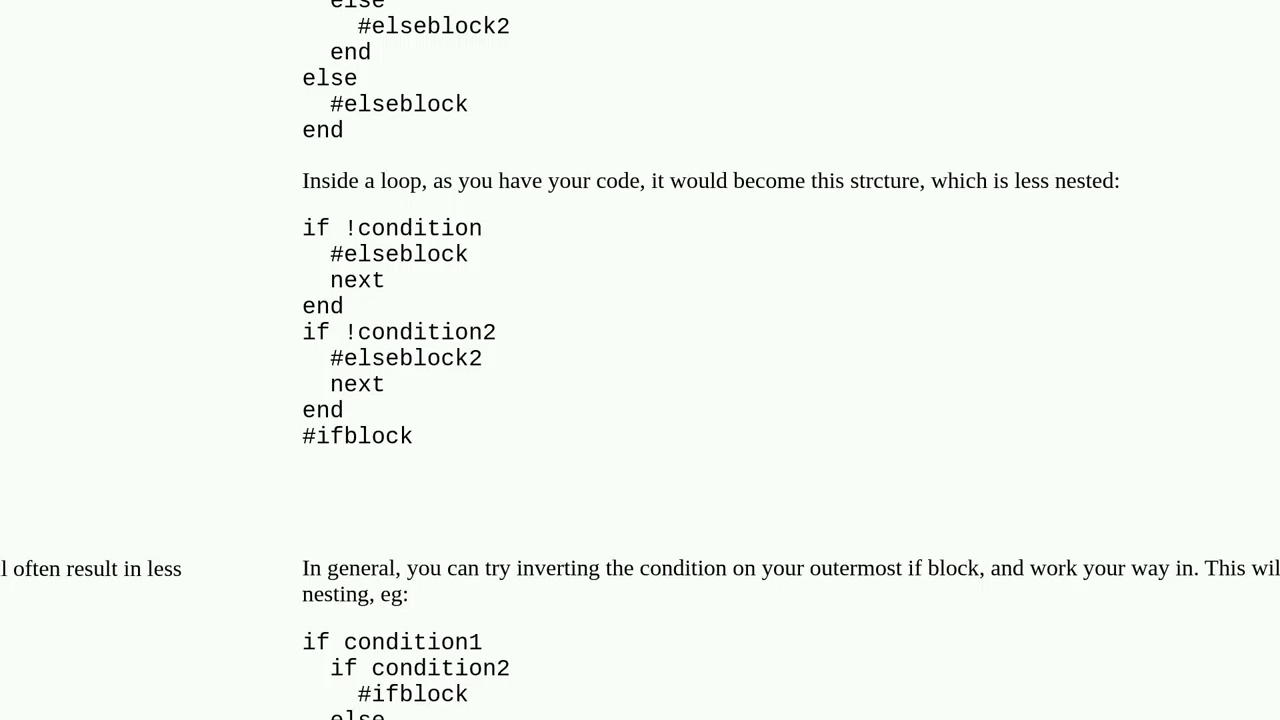 else
    #elseblock2
  end
else
  #elseblock
end
Inside a loop, as you have your code, it would become this strcture, which is less nested:
if !condition
  #elseblock
  next
end
if !condition2
  #elseblock2
  next
end
#ifblock
l often result in less
In general, you can try inverting the condition on your outermost if block, and work your way in. This wil
nesting, eg:
if condition1
  if condition2
    #ifblock
  else